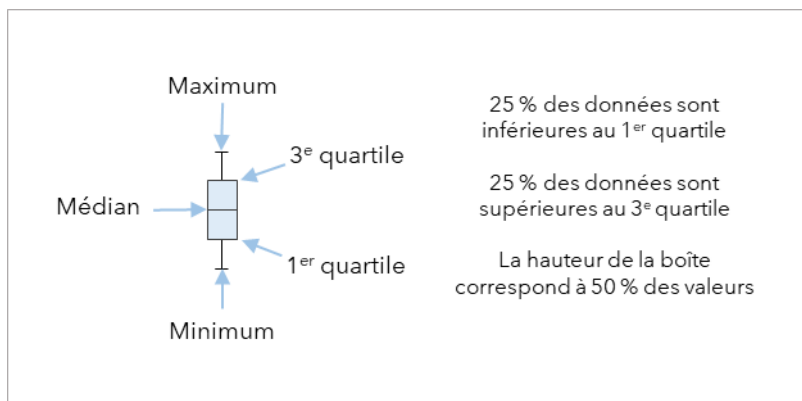 Maximum
3e quartile
Médian
1er quartile
Minimum
25 % des données sont
inférieures au 1er quartile
25 % des données sont
supérieures au 3e quartile
La hauteur de la boîte
correspond à 50 % des valeurs